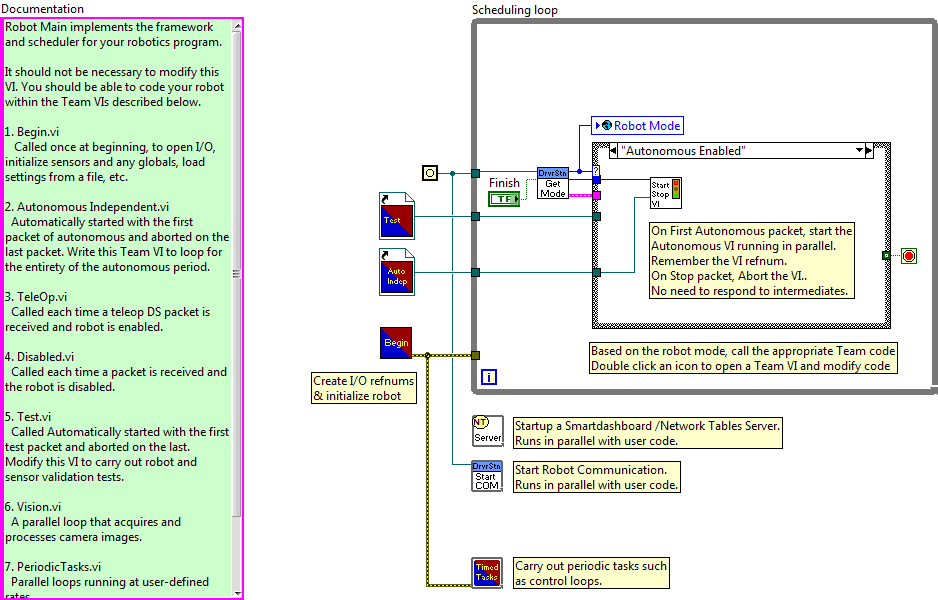 Documentation
Robot Main implements the framework
and scheduler for your robotics program.
It should not be necessary to modify this
VI. You should be able to code your robot
within the Team VIs described below.
1. Begin.vi
Called once at beginning, to open I/O,
initialize sensors and any globals, load
settings from a file, etc.
2. Autonomous Independent.vi
Automatically started with the first
packet of autonomous and aborted on the
last packet. Write this Team VI to loop for
the entirety of the autonomous period.
3. TeleOp.vi
Called each time a teleop DS packet is
received and robot is enabled.
4. Disabled.vi
Called each time a packet is received and
the robot is disabled.
5. Test.vi
Called Automatically started with the first
test packet and aborted on the last.
Modify this VI to carry out robot and
sensor validation tests.
6. Vision.vi
A parallel loop that acquires and
processes camera images.
7. PeriodicTasks.vi
Parallel loops running at user-defined
rates.
Scheduling loop
Robot Mode
"Autonomous Enabled"
?
Finish
TF
DrvrStn
Get
Mode
Start
Stop
VI
Test
On First Autonomous packet, start the
Autonomous VI running in parallel.
Remember the VI refnum.
On Stop packet, Abort the VI..
No need to respond to intermediates.
Auto
Indep
Begin
Based on the robot mode, call the appropriate Team code
Double click an icon to open a Team VI and modify code
i
Create I/O refnums
& initialize robot
NT
Server
Startup a Smartdashboard /Network Tables Server.
Runs in parallel with user code.
DrvrStn
Start
COM
Start Robot Communication.
Runs in parallel with user code.
Timed
Tasks
Carry out periodic tasks such
as control loops.